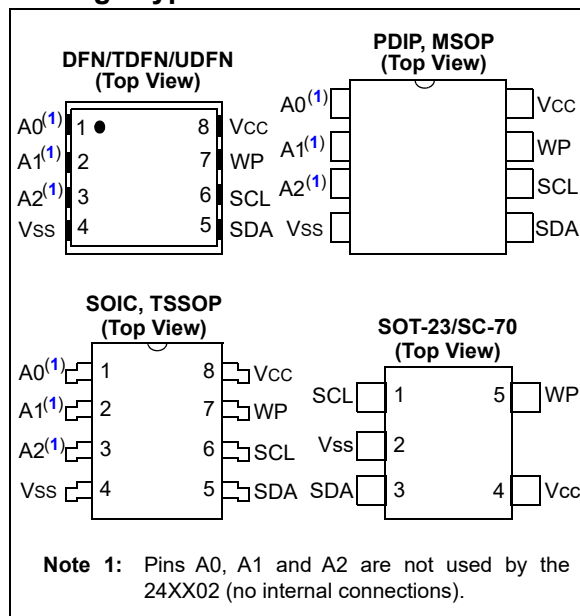 DFN/TDFN/UDFN
(Top View)
A0(1) 1 8 VCC
A1(1) 2 7 WP
A2(1) 3 6 SCL
VSS 4 5 SDA
PDIP, MSOP
(Top View)
A0(1) VCC
A1(1) WP
A2(1) SCL
VSS SDA
SOIC, TSSOP
(Top View)
A0(1) 1 8 VCC
A1(1) 2 7 WP
A2(1) 3 6 SCL
VSS 4 5 SDA
SOT-23/SC-70
(Top View)
SCL 1 5 WP
Vss 2
SDA 3 4 Vcc
Note 1: Pins A0, A1 and A2 are not used by the
24XX02 (no internal connections).